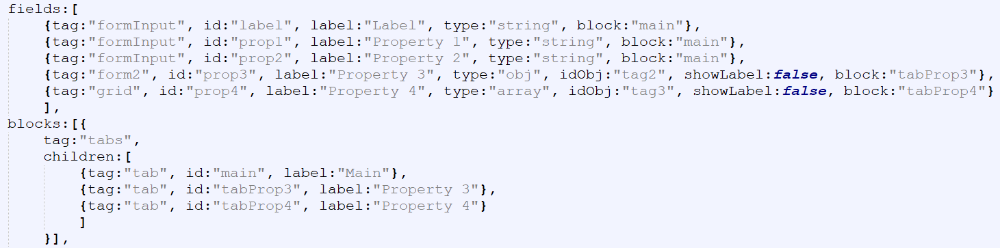 fields:[
{tag:"formInput", id:"label", label:"Label", type:"string", block:"main"},
{tag:"formInput", id:"prop1", label:"Property 1", type:"string", block:"main"},
{tag:"formInput", id:"prop2", label:"Property 2", type:"string", block:"main"},
{tag:"form2", id:"prop3", label:"Property 3", type:"obj", idObj:"tag2", showLabel:false, block:"tabProp3"},
{tag:"grid", id:"prop4", label:"Property 4", type:"array", idObj:"tag3", showLabel:false, block:"tabProp4"}
],
blocks:[{
tag:"tabs",
children:[
{tag:"tab", id:"main", label:"Main"},
{tag:"tab", id:"tabProp3", label:"Property 3"},
{tag:"tab", id:"tabProp4", label:"Property 4"}
]
}],